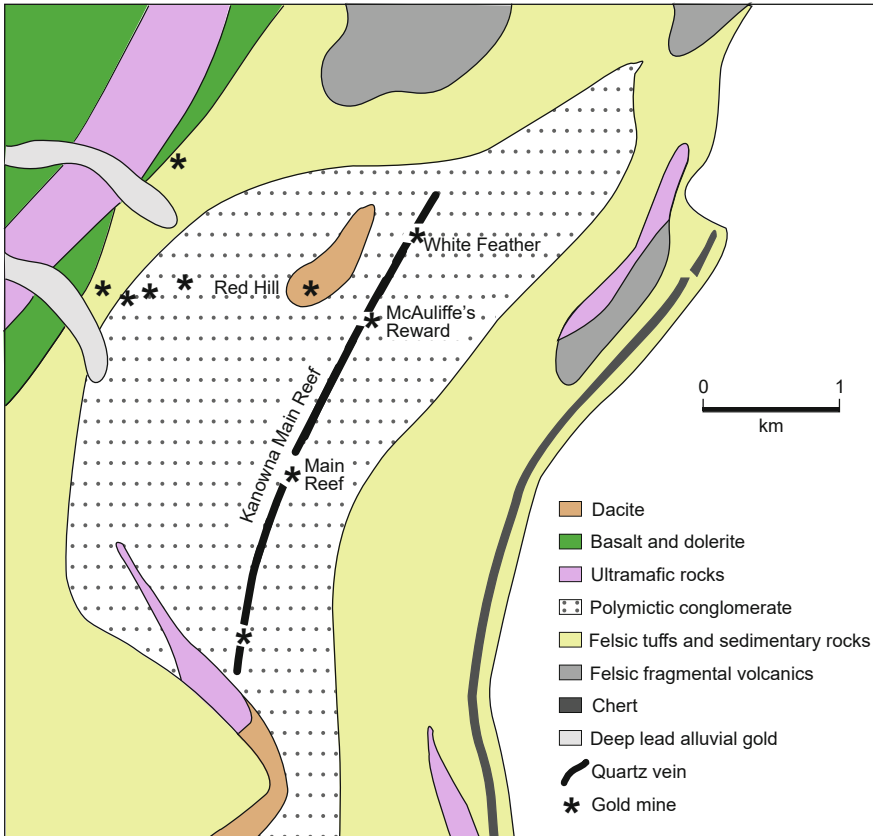 White Feather
Red Hill
McAuliffe's
Reward
Kanowna Main Reef
Main
Reef
0
1
km
Dacite
Basalt and dolerite
Ultramafic rocks
Polymictic conglomerate
Felsic tuffs and sedimentary rocks
Felsic fragmental volcanics
Chert
Deep lead alluvial gold
Quartz vein
Gold mine